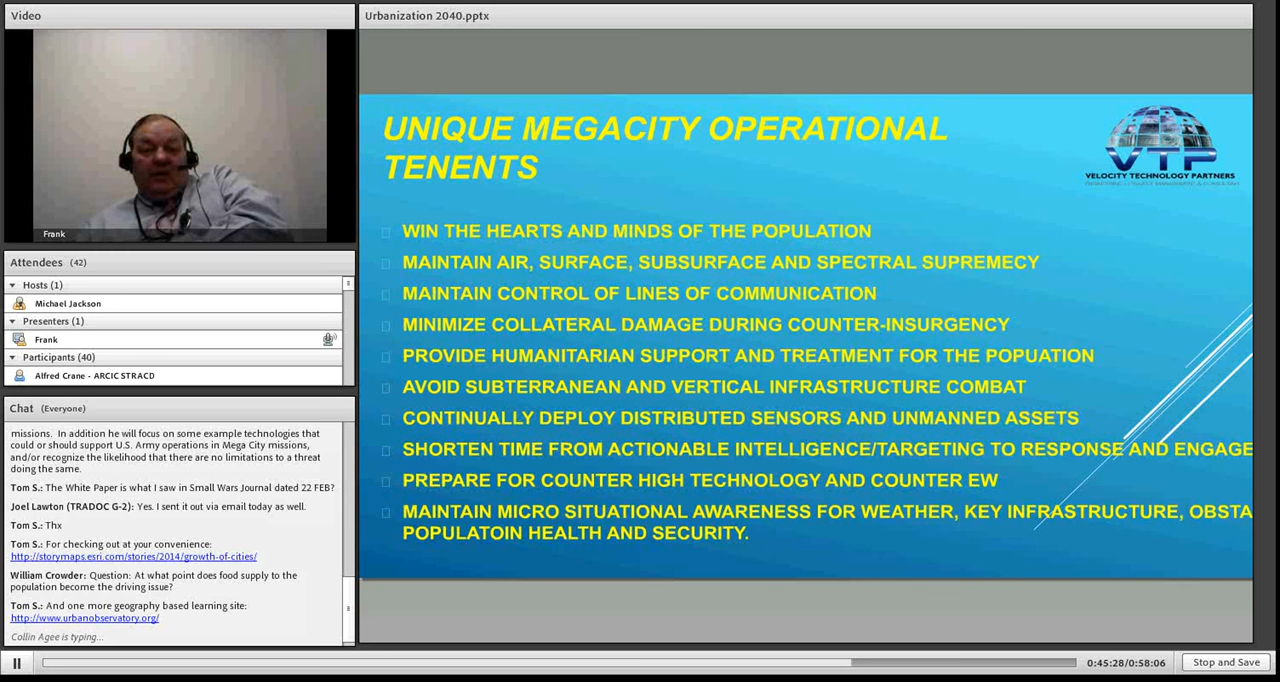 Video
Frank
Attendees (42)
Hosts (1)
Michael Jackson
Presenters (1)
Frank
Participants (40)
Alfred Crane - ARCIC STRACD
Chat (Everyone)
missions. In addition he will focus on some example technologies that
could or should support U.S. Army operations in Mega City missions,
and/or recognize the likelihood that there are no limitations to a threat
doing the same.
Tom S.: The White Paper is what I saw in Small Wars Journal dated 22 FEB?
Joel Lawton (TRADOC G-2): Yes. I sent it out via email today as well.
Tom S.: Thx
Tom S.: For checking out at your convenience:
http://storymaps.esri.com/stories/2014/growth-of-cities/
William Crowder: Question: At what point does food supply to the
population become the driving issue?
Tom S.: And one more geography based learning site:
http://www.urbanobservatory.org/
Collin Agee is typing...
Urbanization 2040.pptx
UNIQUE MEGACITY OPERATIONAL
TENENTS
VTP
VELOCITY TECHNOLOGY PARTNERS
WIN THE HEARTS AND MINDS OF THE POPULATION
MAINTAIN AIR, SURFACE, SUBSURFACE AND SPECTRAL SUPREMECY
MAINTAIN CONTROL OF LINES OF COMMUNICATION
MINIMIZE COLLATERAL DAMAGE DURING COUNTER-INSURGENCY
PROVIDE HUMANITARIAN SUPPORT AND TREATMENT FOR THE POPUATION
AVOID SUBTERRANEAN AND VERTICAL INFRASTRUCTURE COMBAT
CONTINUALLY DEPLOY DISTRIBUTED SENSORS AND UNMANNED ASSETS
SHORTEN TIME FROM ACTIONABLE INTELLIGENCE/TARGETING TO RESPONSE AND ENGAGE
PREPARE FOR COUNTER HIGH TECHNOLOGY AND COUNTER EW
MAINTAIN MICRO SITUATIONAL AWARENESS FOR WEATHER, KEY INFRASTRUCTURE, OBSTA
POPULATOIN HEALTH AND SECURITY.
0:45:28/0:58:06
Stop and Save